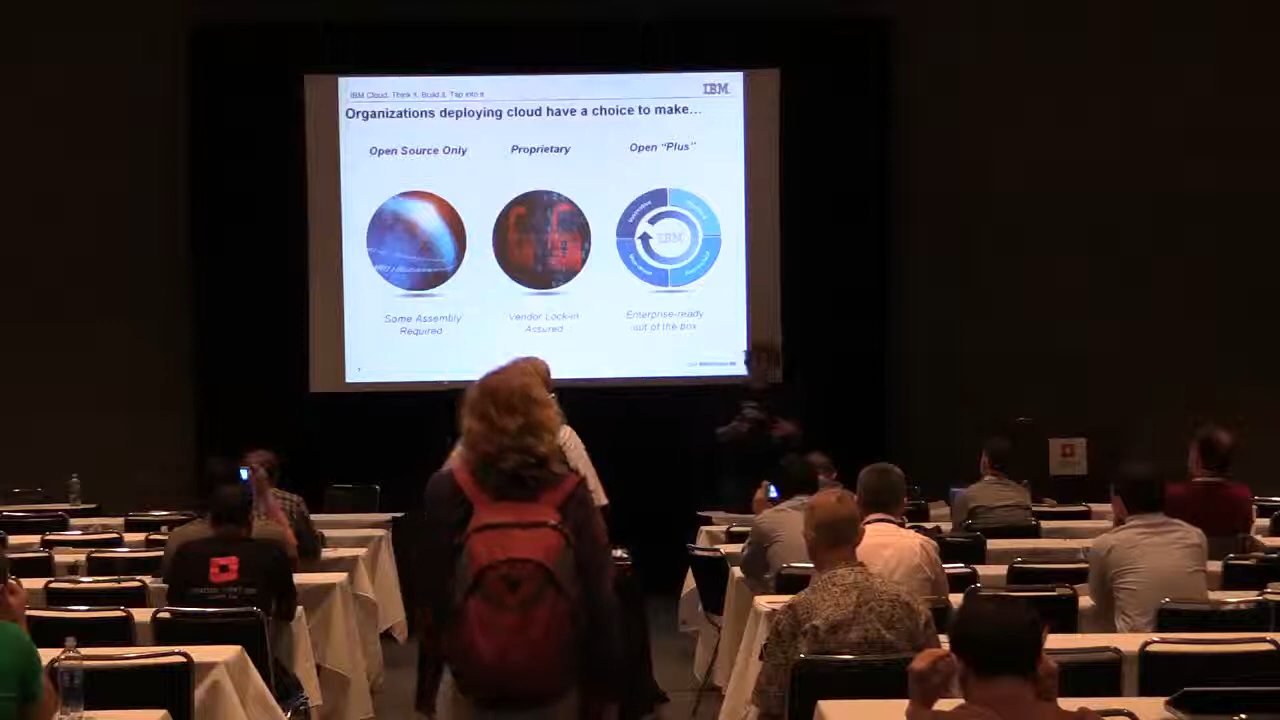 IBM Cloud. Think it. Build it. Tap into it
IBM
Organizations deploying cloud have a choice to make…
Open Source Only
Proprietary
Open "Plus"
IBM
Some Assembly
Required
Vendor Lock-in
Assured
Enterprise-ready
out of the box